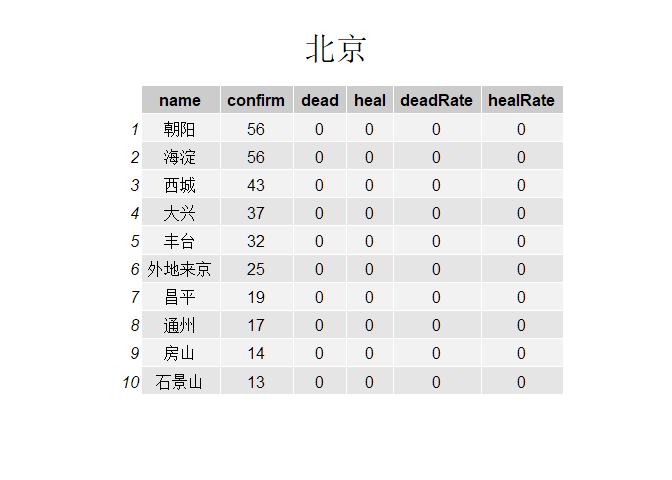 北京
name confirm dead heal deadRate healRate
1 朝阳 56 0 0 0 0
2 海淀 56 0 0 0 0
3 西城 43 0 0 0 0
4 大兴 37 0 0 0 0
5 丰台 32 0 0 0 0
6 外地来京 25 0 0 0 0
7 昌平 19 0 0 0 0
8 通州 17 0 0 0 0
9 房山 14 0 0 0 0
10 石景山 13 0 0 0 0